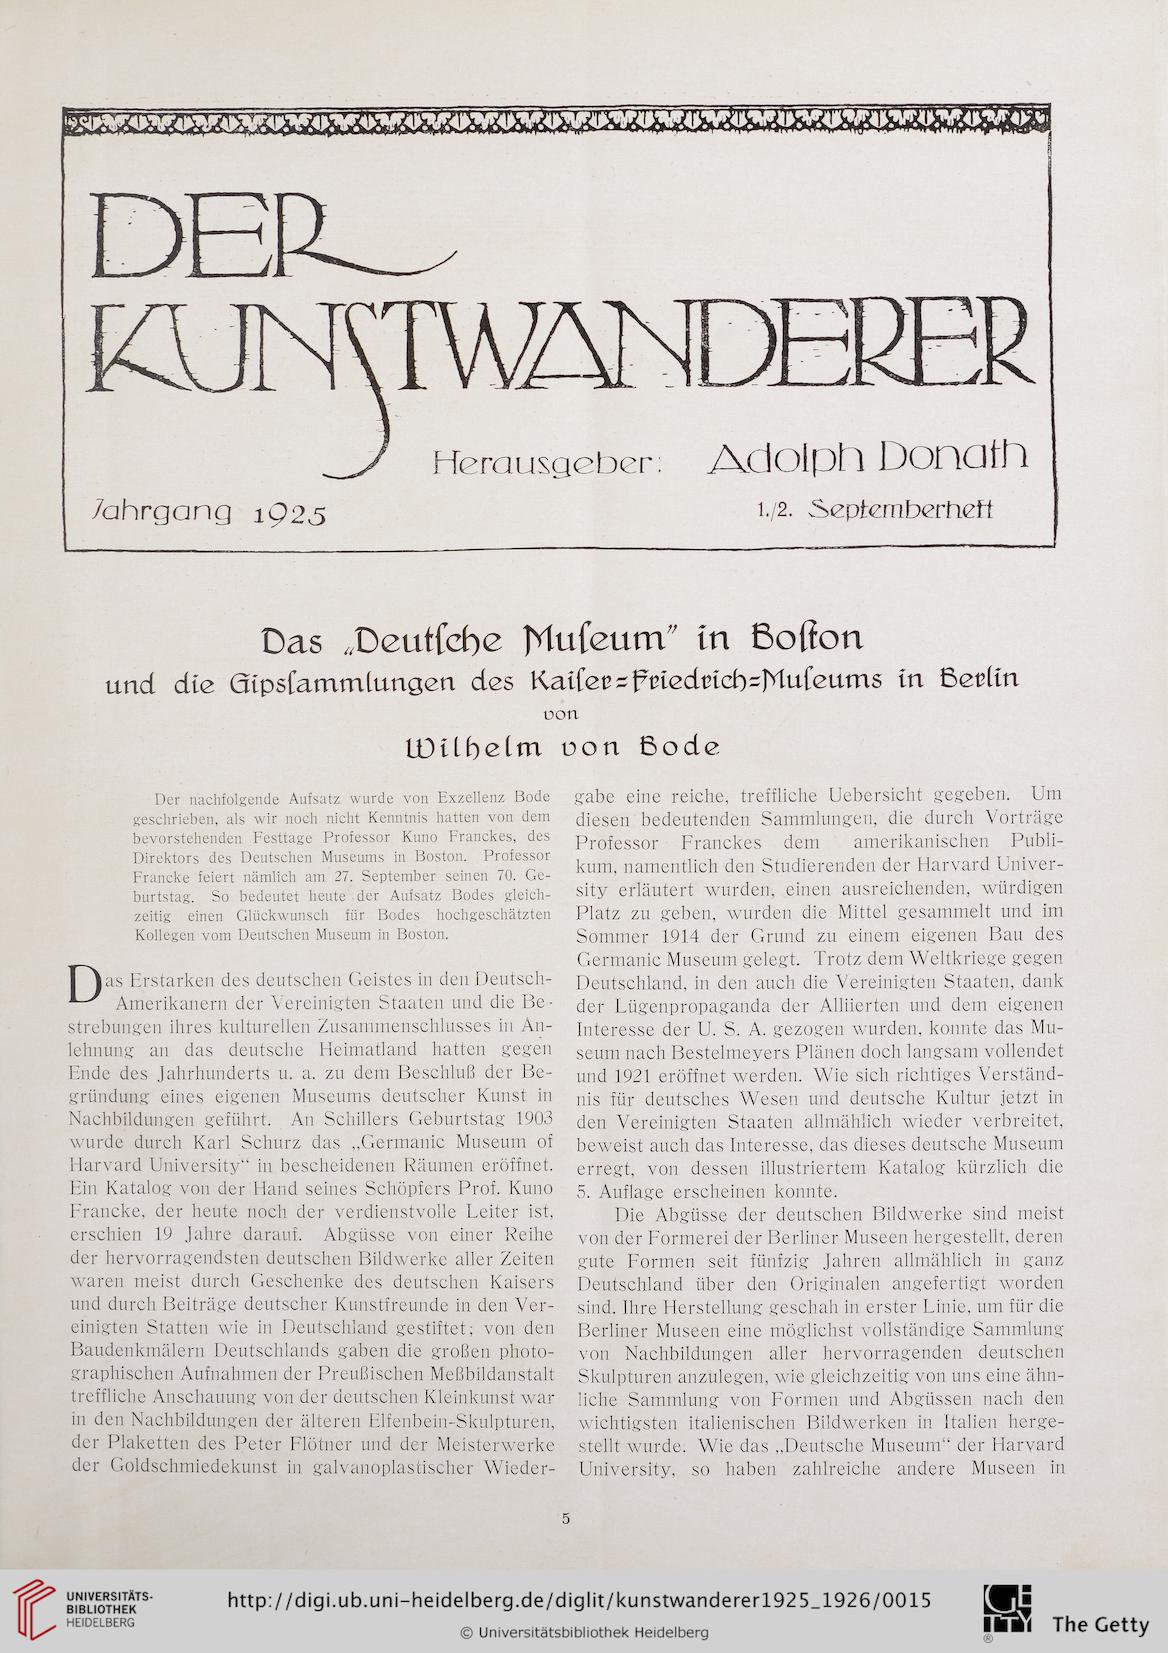 DER
KUNSTWANDERER
Herausgeber: Adolph Donath
Jahrgang 1925
1./2. Septemberheft
Das „Deutſche Muſeum” in Boſton
und die Gipsſammlungen des Kaiſer=Friedrich=Muſeums in Berlin
von
Wilhelm von Bode
Der nachfolgende Aufsatz wurde von Exzellenz Bode
geschrieben, als wir noch nicht Kenntnis hatten von dem
bevorstehenden Festtage Professor Kuno Franckes, des
Direktors des Deutschen Museums in Boston. Professor
Francke feiert nämlich am 27. September seinen 70. Ge-
burtstag. So bedeutet heute der Aufsatz Bodes gleich-
zeitig einen Glückwunsch für Bodes hochgeschätzten
Kollegen vom Deutschen Museum in Boston.
Das Erstarken des deutschen Geistes in den Deutsch-
Amerikanern der Vereinigten Staaten und die Be-
strebungen ihres kulturellen Zusammenschlusses in An-
lehnung an das deutsche Heimatland hatten gegen
Ende des Jahrhunderts u. a. zu dem Beschluß der Be-
gründung eines eigenen Museums deutscher Kunst in
Nachbildungen geführt. An Schillers Geburtstag 1903
wurde durch Karl Schurz das „Germanic Museum of
Harvard University“ in bescheidenen Räumen eröffnet.
Ein Katalog von der Hand seines Schöpfers Prof. Kuno
Francke, der heute noch der verdienstvolle Leiter ist,
erschien 19 Jahre darauf. Abgüsse von einer Reihe
der hervorragendsten deutschen Bildwerke aller Zeiten
waren meist durch Geschenke des deutschen Kaisers
und durch Beiträge deutscher Kunstfreunde in den Ver-
einigten Statten wie in Deutschland gestiftet; von den
Baudenkmälern Deutschlands gaben die großen photo-
graphischen Aufnahmen der Preußischen Meßbildanstalt
treffliche Anschauung von der deutschen Kleinkunst war
in den Nachbildungen der älteren Elfenbein-Skulpturen,
der Plaketten des Peter Flötner und der Meisterwerke
der Goldschmiedekunst in galvanoplastischer Wieder-
gabe eine reiche, treffliche Uebersicht gegeben. Um
diesen bedeutenden Sammlungen, die durch Vorträge
Professor Franckes dem amerikanischen Publi-
kum, namentlich den Studierenden der Harvard Univer-
sity erläutert wurden, einen ausreichenden, würdigen
Platz zu geben, wurden die Mittel gesammelt und im
Sommer 1914 der Grund zu einem eigenen Bau des
Germanic Museum gelegt. Trotz dem Weltkriege gegen
Deutschland, in den auch die Vereinigten Staaten, dank
der Lügenpropaganda der Alliierten und dem eigenen
Interesse der U. S. A. gezogen wurden, konnte das Mu-
seum nach Bestelmeyers Plänen doch langsam vollendet
und 1921 eröffnet werden. Wie sich richtiges Verständ-
nis für deutsches Wesen und deutsche Kultur jetzt in
den Vereinigten Staaten allmählich wieder verbreitet,
beweist auch das Interesse, das dieses deutsche Museum
erregt, von dessen illustriertem Katalog kürzlich die
5. Auflage erscheinen konnte.
Die Abgüsse der deutschen Bildwerke sind meist
von der Formerei der Berliner Museen hergestellt, deren
gute Formen seit fünfzig Jahren allmählich in ganz
Deutschland über den Originalen angefertigt worden
sind. Ihre Herstellung geschah in erster Linie, um für die
Berliner Museen eine möglichst vollständige Sammlung
von Nachbildungen aller hervorragenden deutschen
Skulpturen anzulegen, wie gleichzeitig von uns eine ähn-
liche Sammlung von Formen und Abgüssen nach den
wichtigsten italienischen Bildwerken in Italien herge-
stellt wurde. Wie das „Deutsche Museum“ der Harvard
University, so haben zahlreiche andere Museen in
5
UNIVERSITÄTS-
BIBLIOTHEK
HEIDELBERG
http://digi.ub.uni-heidelberg.de/diglit/kunstwanderer1925_1926/0015
© Universitätsbibliothek Heidelberg
GETTY
®
The Getty